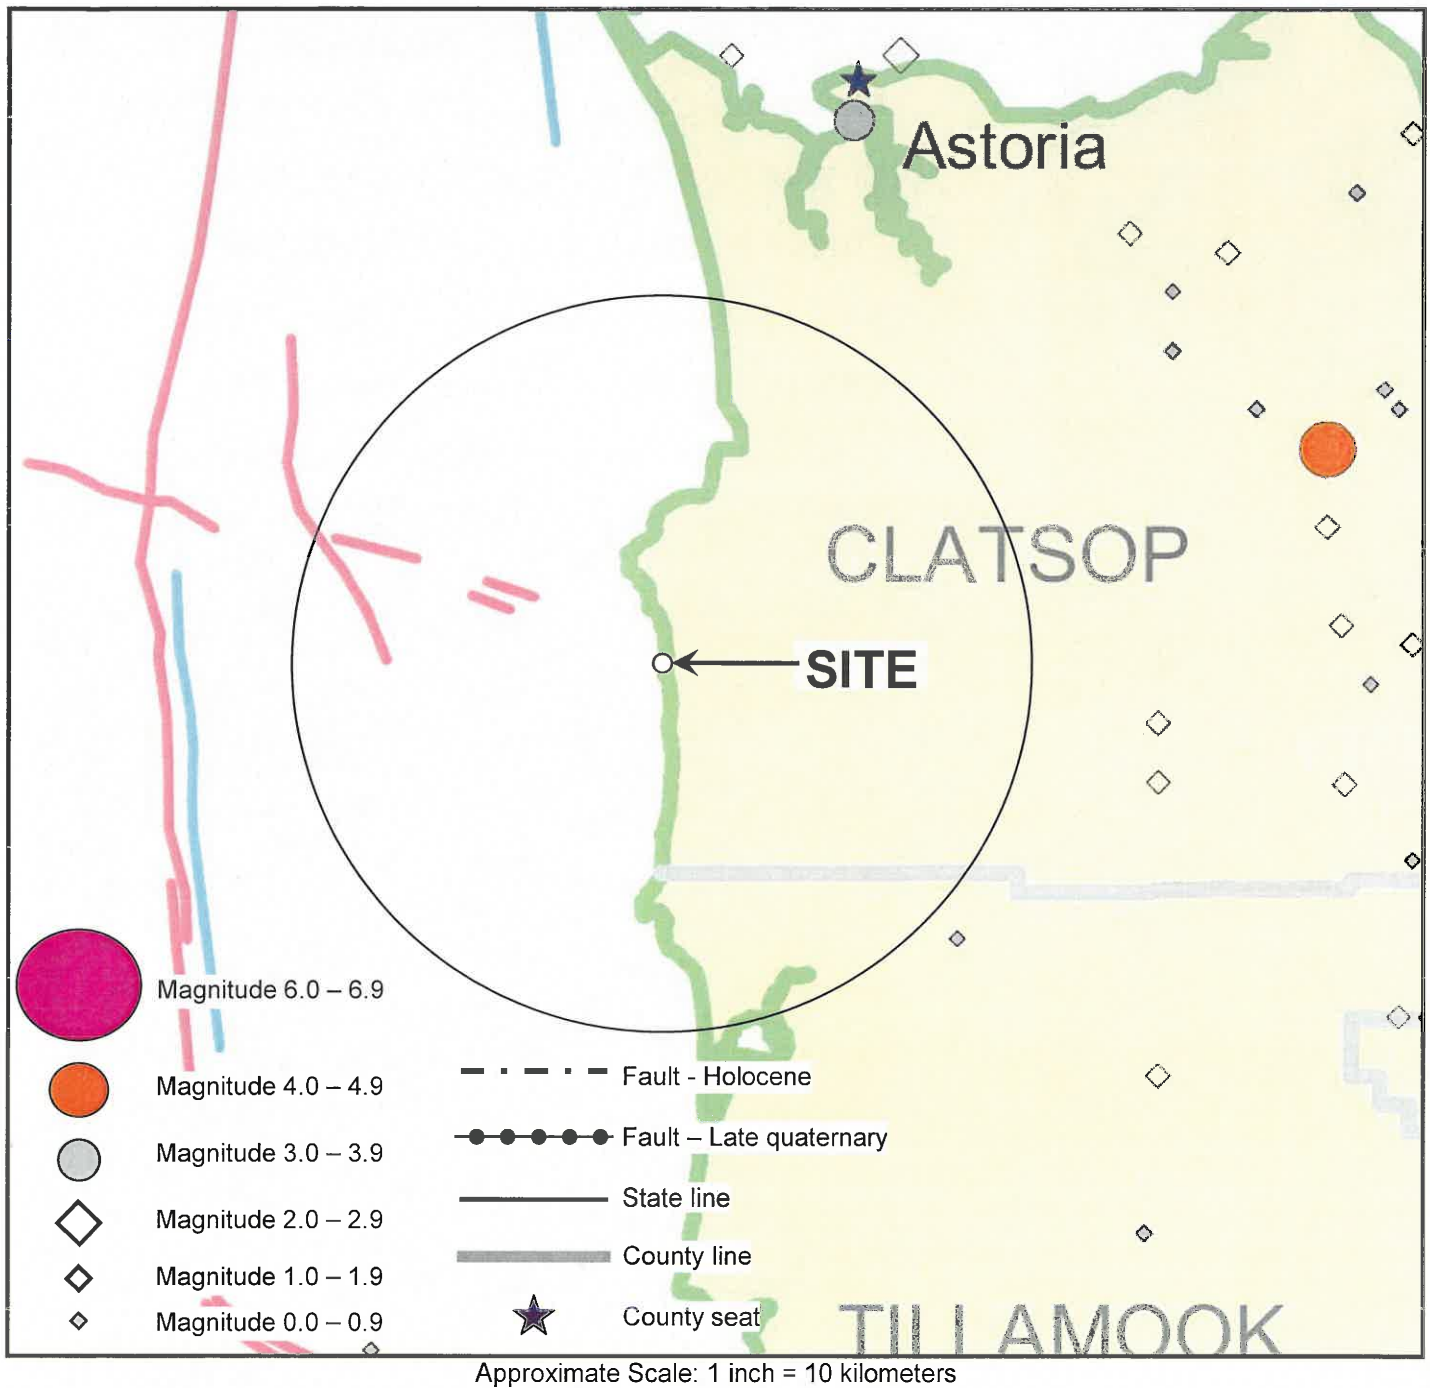 Astoria
CLATSOP
SITE
Magnitude 6.0 – 6.9
Magnitude 4.0 – 4.9
Magnitude 3.0 – 3.9
Magnitude 2.0 – 2.9
Magnitude 1.0 – 1.9
Magnitude 0.0 – 0.9
Fault - Holocene
Fault – Late quaternary
State line
County line
County seat
TILLAMOOK
Approximate Scale: 1 inch = 10 kilometers